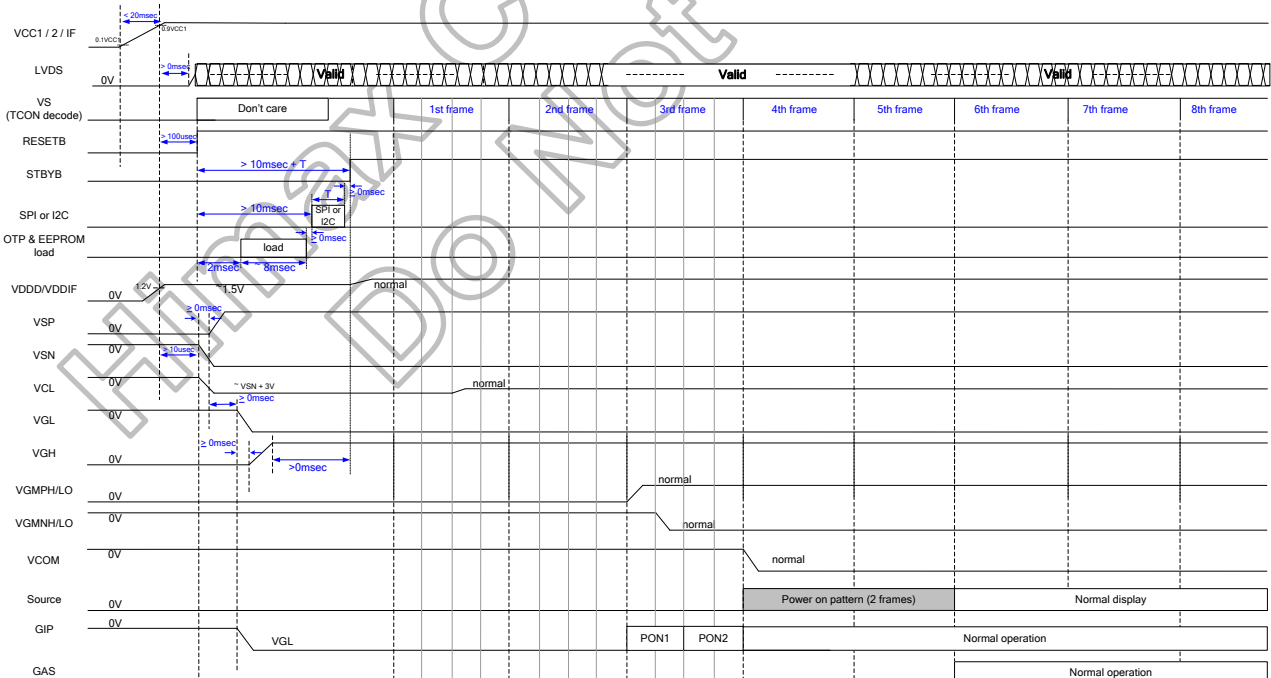 < 20msec
VCC1 / 2 / IF
0.1VCC1
0.9VCC1
LVDS
0V
> 0msec
Valid
Valid
Valid
VS
(TCON decode)
Don't care
1st frame
2nd frame
3rd frame
4th frame
5th frame
6th frame
7th frame
8th frame
RESETB
> 100usec
STBYB
> 10msec + T
≥ 0msec
SPI or I2C
> 10msec
T
SPI or
I2C
OTP & EEPROM
load
≥ 0msec
load
2msec
~8msec
VDDD/VDDIF
0V
1.2V
~1.5V
normal
VSP
0V
≥ 0msec
VSN
0V
> 10usec
VCL
0V
~ VSN + 3V
normal
VGL
0V
≥ 0msec
VGH
0V
≥ 0msec
>0msec
VGMPH/LO
0V
normal
VGMNH/LO
0V
normal
VCOM
0V
normal
Source
0V
Power on pattern (2 frames)
Normal display
GIP
0V
VGL
PON1
PON2
Normal operation
GAS
Normal operation
Himax C
Do Not